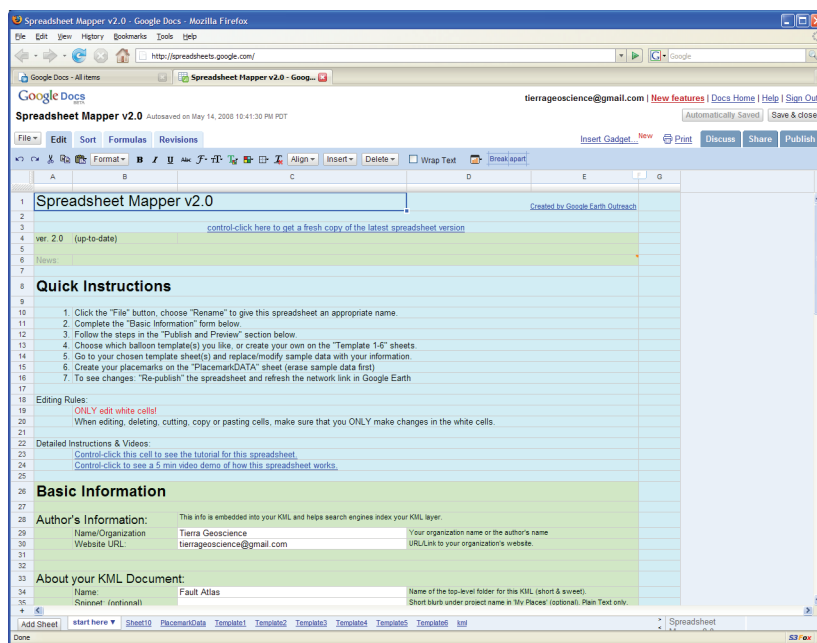 Spreadsheet Mapper v2.0 - Google Docs - Mozilla Firefox
File Edit View History Bookmarks Tools Help
http://spreadsheets.google.com/ Google
Google Docs - All items Spreadsheet Mapper v2.0 - Goog...
Google Docs BETA
tierrageoscience@gmail.com | New features | Docs Home | Help | Sign Out
Spreadsheet Mapper v2.0 Autosaved on May 14, 2008 10:41:30 PM PDT Automatically Saved Save & close
File Edit Sort Formulas Revisions Insert Gadget... New Print Discuss Share Publish
Format B I U Abc Align Insert Delete Wrap Text Break apart
A B C D E F G
1 Spreadsheet Mapper v2.0 Created by Google Earth Outreach
2
3 control-click here to get a fresh copy of the latest spreadsheet version
4 ver. 2.0 (up-to-date)
5
6 News:
7
8 Quick Instructions
9
10 1. Click the "File" button, choose "Rename" to give this spreadsheet an appropriate name.
11 2. Complete the "Basic Information" form below.
12 3. Follow the steps in the "Publish and Preview" section below.
13 4. Choose which balloon template(s) you like, or create your own on the "Template 1-6" sheets.
14 5. Go to your chosen template sheet(s) and replace/modify sample data with your information.
15 6. Create your placemarks on the "PlacemarkDATA" sheet (erase sample data first)
16 7. To see changes: "Re-publish" the spreadsheet and refresh the network link in Google Earth
17
18 Editing Rules:
19 ONLY edit white cells!
20 When editing, deleting, cutting, copy or pasting cells, make sure that you ONLY make changes in the white cells.
21
22 Detailed Instructions & Videos:
23 Control-click this cell to see the tutorial for this spreadsheet.
24 Control-click to see a 5 min video demo of how this spreadsheet works.
25
26 Basic Information
27
28 Author's Information: This info is embedded into your KML and helps search engines index your KML layer.
29 Name/Organization Tierra Geoscience Your organization name or the author's name
30 Website URL: tierrageoscience@gmail.com URL/Link to your organization's website.
31
32
33 About your KML Document:
34 Name: Fault Atlas Name of the top-level folder for this KML (short & sweet).
35 Snippet: (optional) Short blurb under project name in 'My Places' (optional). Plain Text only.
Add Sheet start here Sheet10 PlacemarkData Template1 Template2 Template3 Template4 Template5 Template6 kml Spreadsheet
Done S3Fox